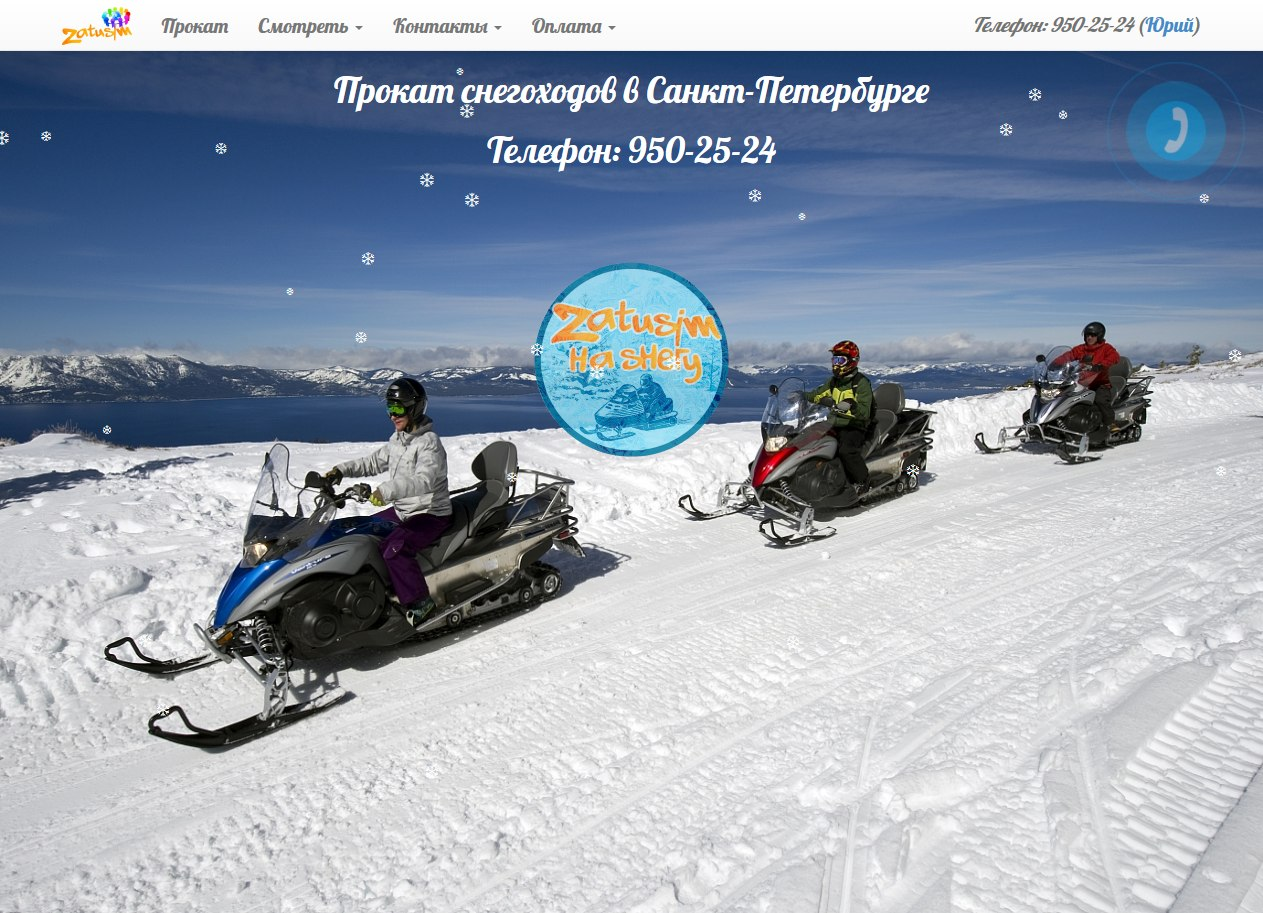 Zatusim
Прокат
Смотреть
Контакты
Оплата
Телефон: 950-25-24 (Юрий)
Прокат снегоходов в Санкт-Петербурге
Телефон: 950-25-24
Zatusim
На sнегу